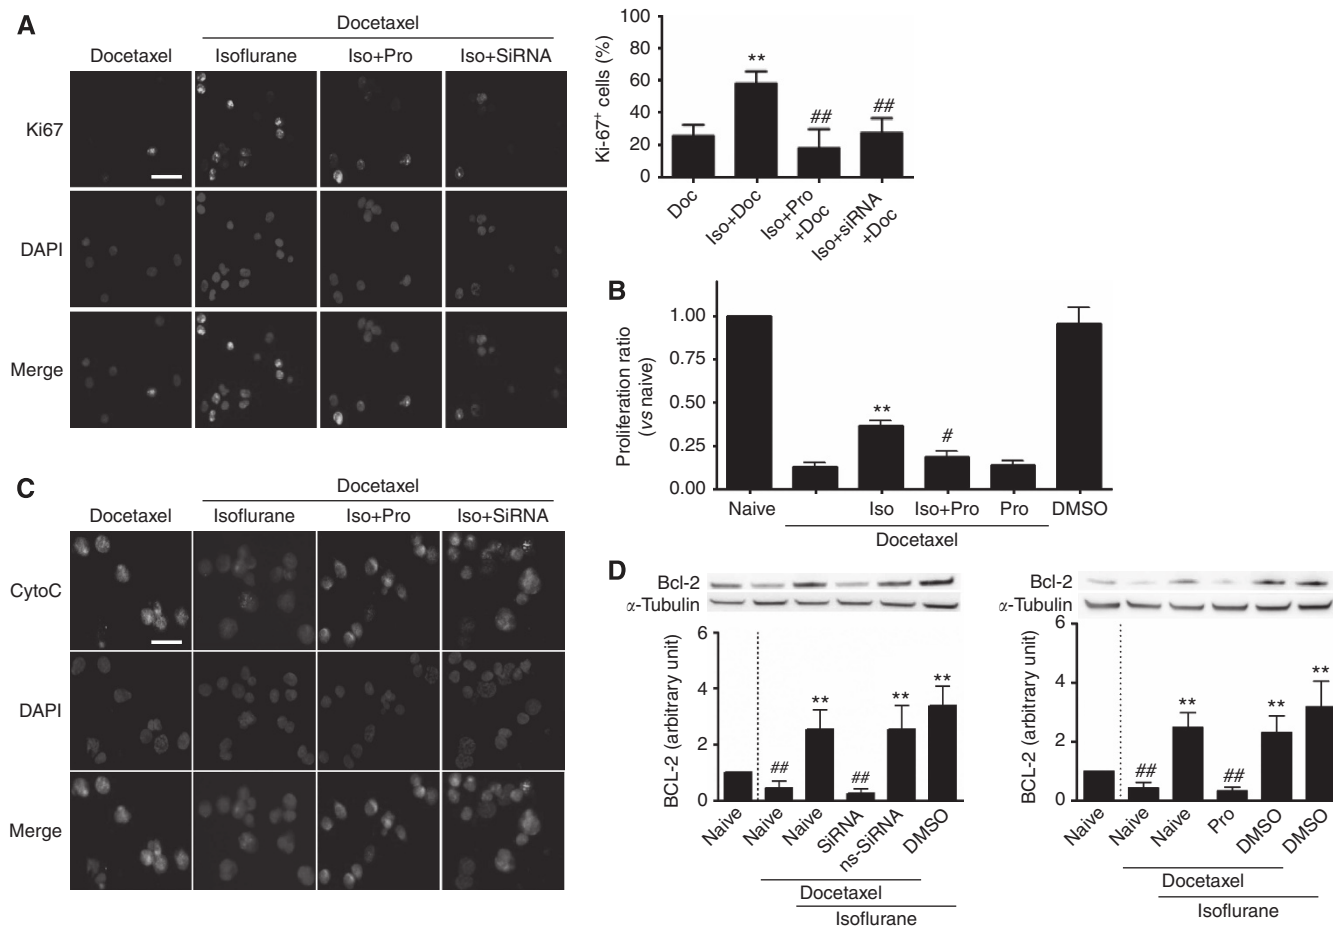 A
Docetaxel
Docetaxel Isoflurane Iso+Pro Iso+SiRNA
Ki67
DAPI
Merge
Ki-67+ cells (%)
100
80
60
40
20
0
**
##
##
Doc
Iso+Doc
Iso+Pro
+Doc
Iso+siRNA
+Doc
B
Proliferation ratio
(vs naive)
1.00
0.75
0.50
0.25
0.00
**
#
Naive Iso Iso+Pro Pro DMSO
Docetaxel
C
Docetaxel
Docetaxel Isoflurane Iso+Pro Iso+SiRNA
CytoC
DAPI
Merge
D
Bcl-2
α-Tubulin
BCL-2 (arbitrary unit)
6
4
2
0
##
**
##
**
**
Naive
Naive
Naive
SiRNA
ns-SiRNA
DMSO
Docetaxel
Isoflurane
Bcl-2
α-Tubulin
BCL-2 (arbitrary unit)
6
4
2
0
##
**
##
**
**
Naive
Naive
Naive
Pro
DMSO
DMSO
Docetaxel
Isoflurane